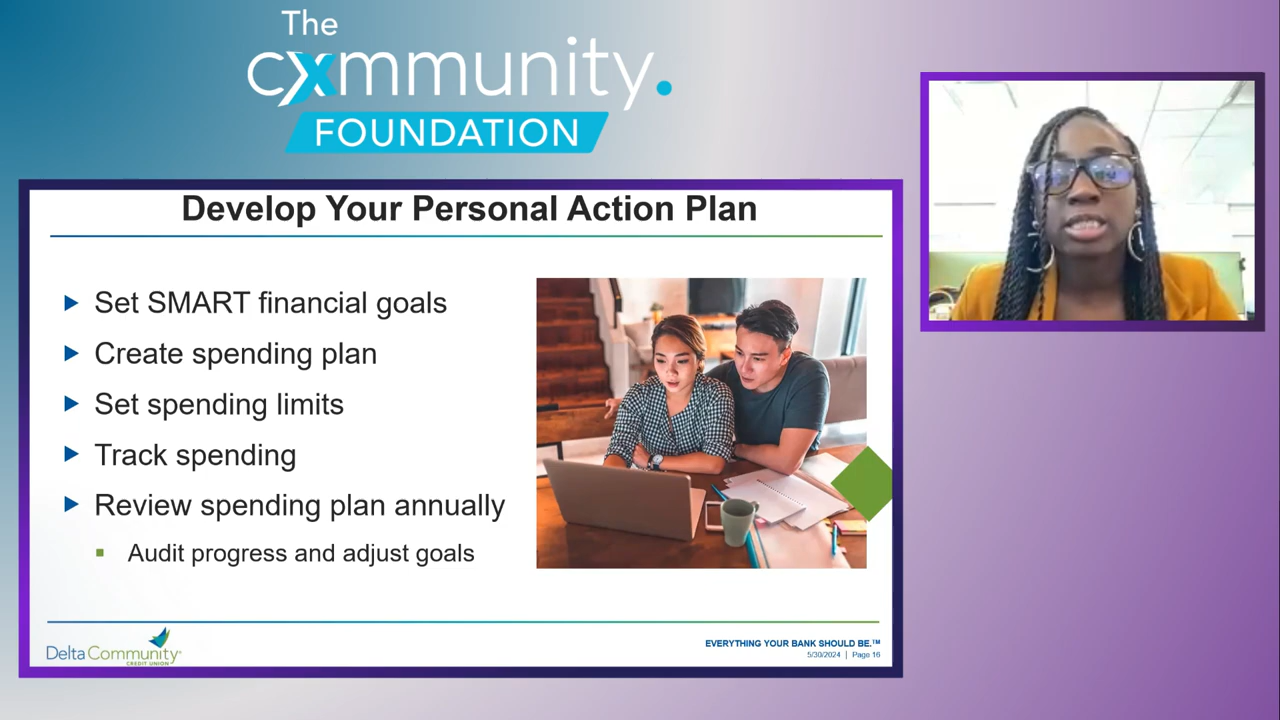 The
cxmmunity.
FOUNDATION
Develop Your Personal Action Plan
Set SMART financial goals
Create spending plan
Set spending limits
Track spending
Review spending plan annually
Audit progress and adjust goals
DeltaCommunity
CREDIT UNION
EVERYTHING YOUR BANK SHOULD BE.™
5/30/2024 | Page 16